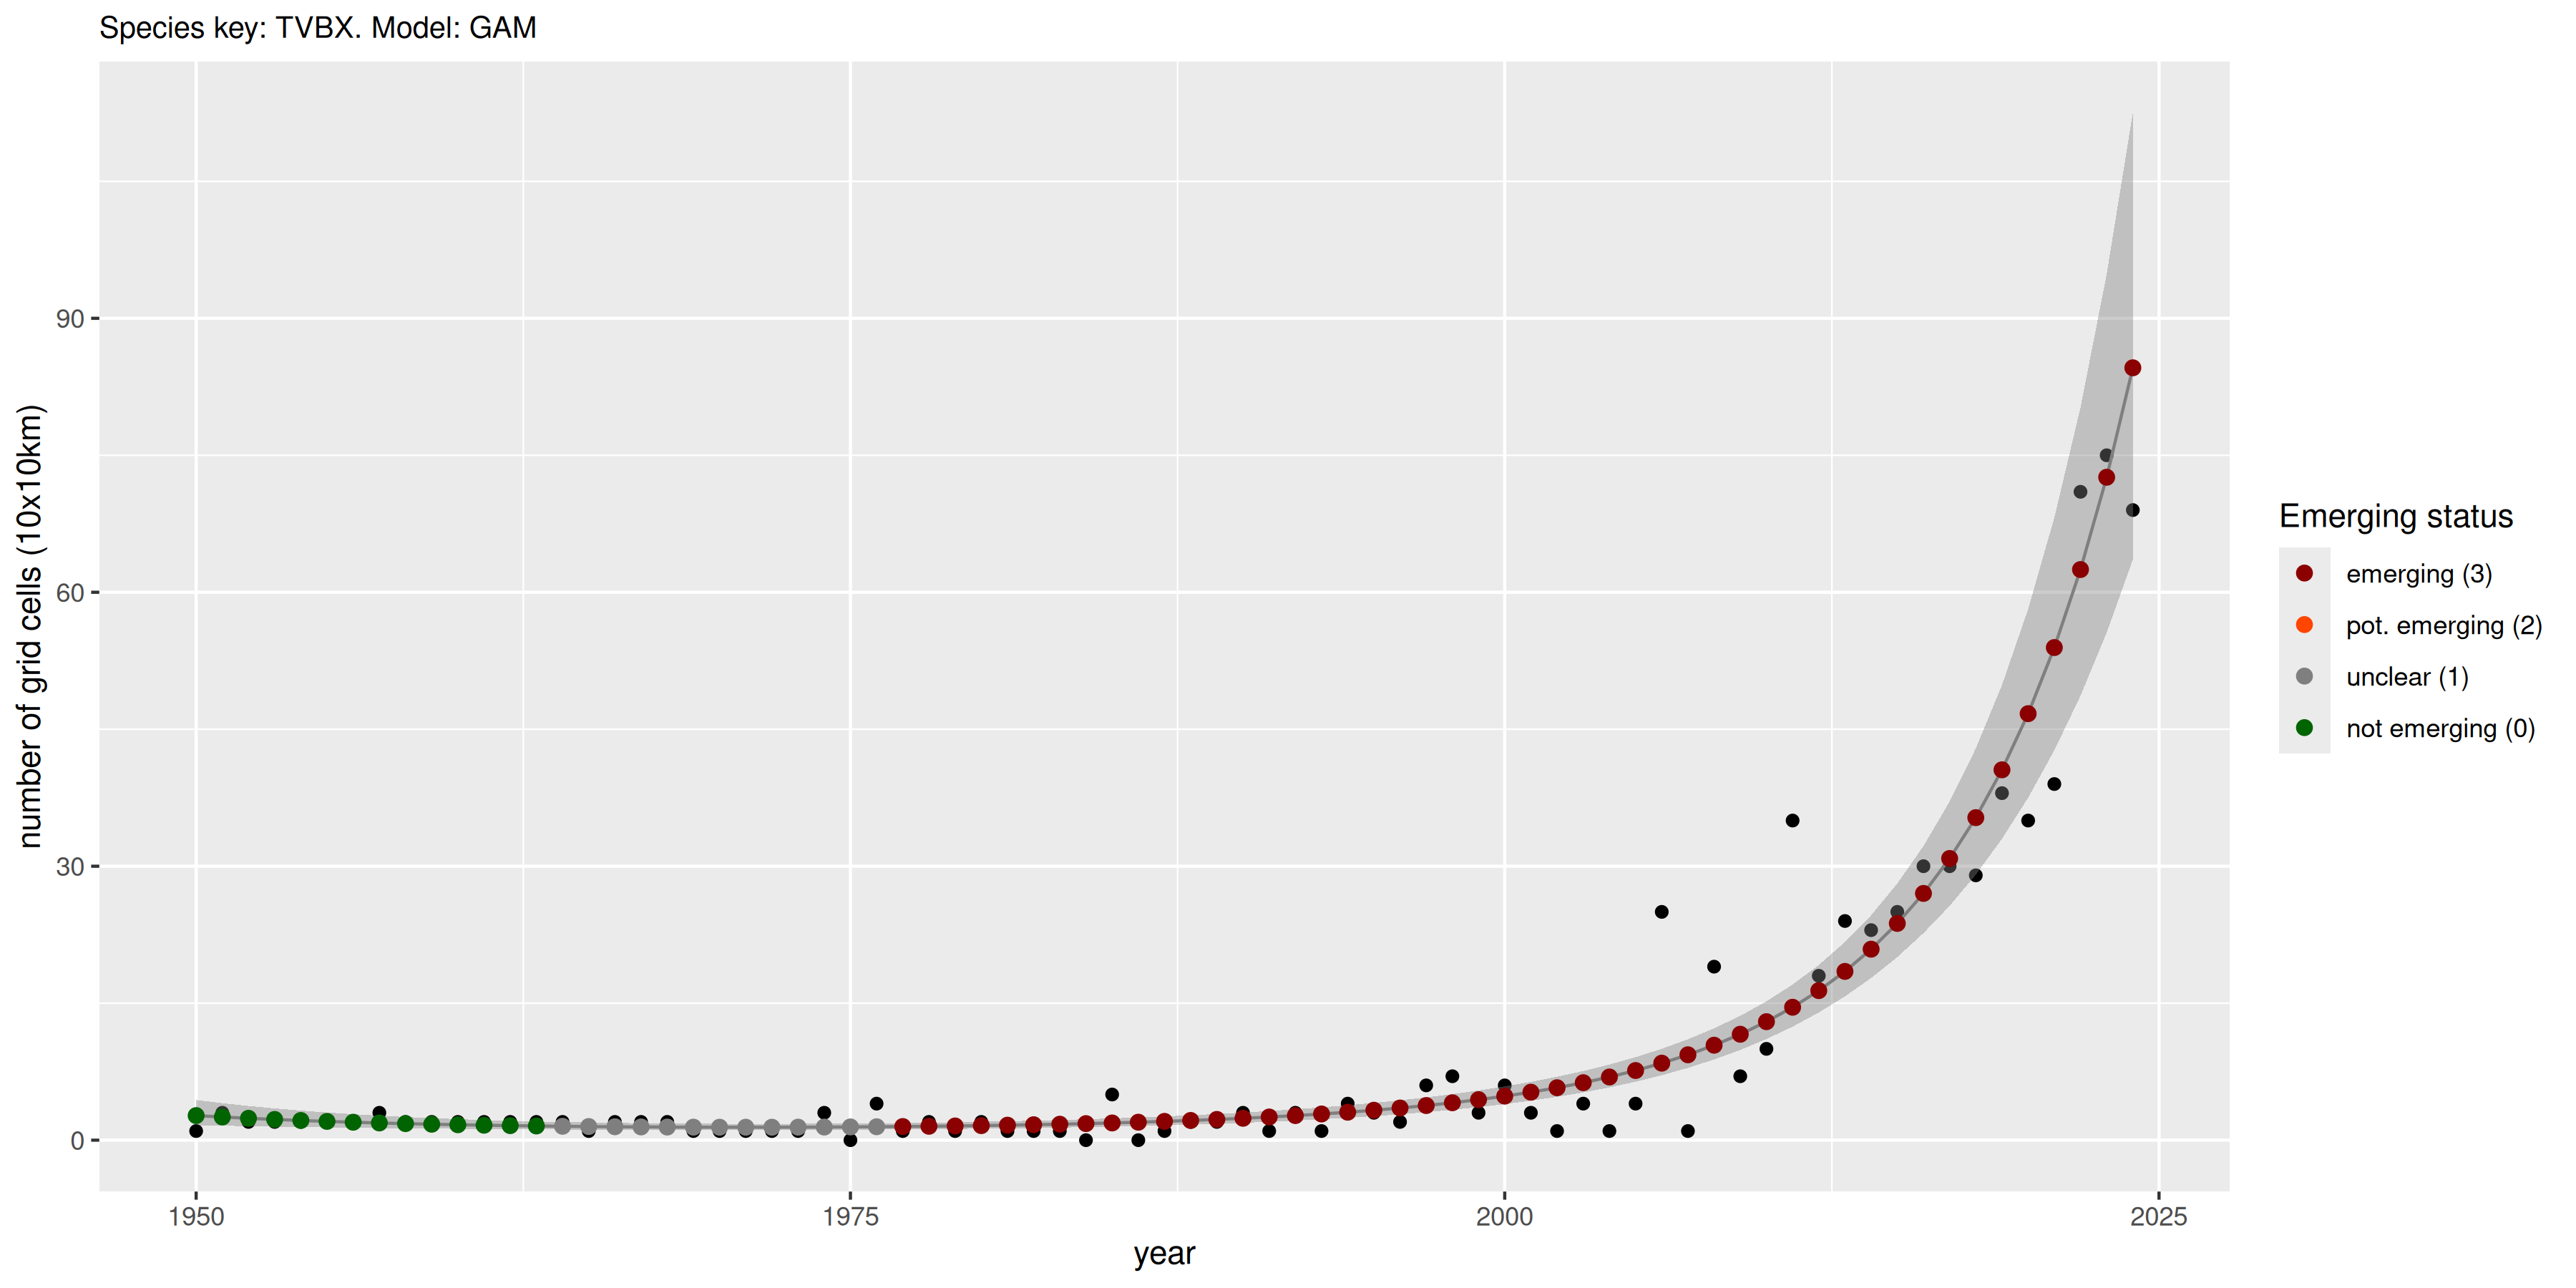 Species key: TVBX. Model: GAM
number of grid cells (10x10km)
90
60
30
0
1950
1975
2000
2025
year
Emerging status
emerging (3)
pot. emerging (2)
unclear (1)
not emerging (0)